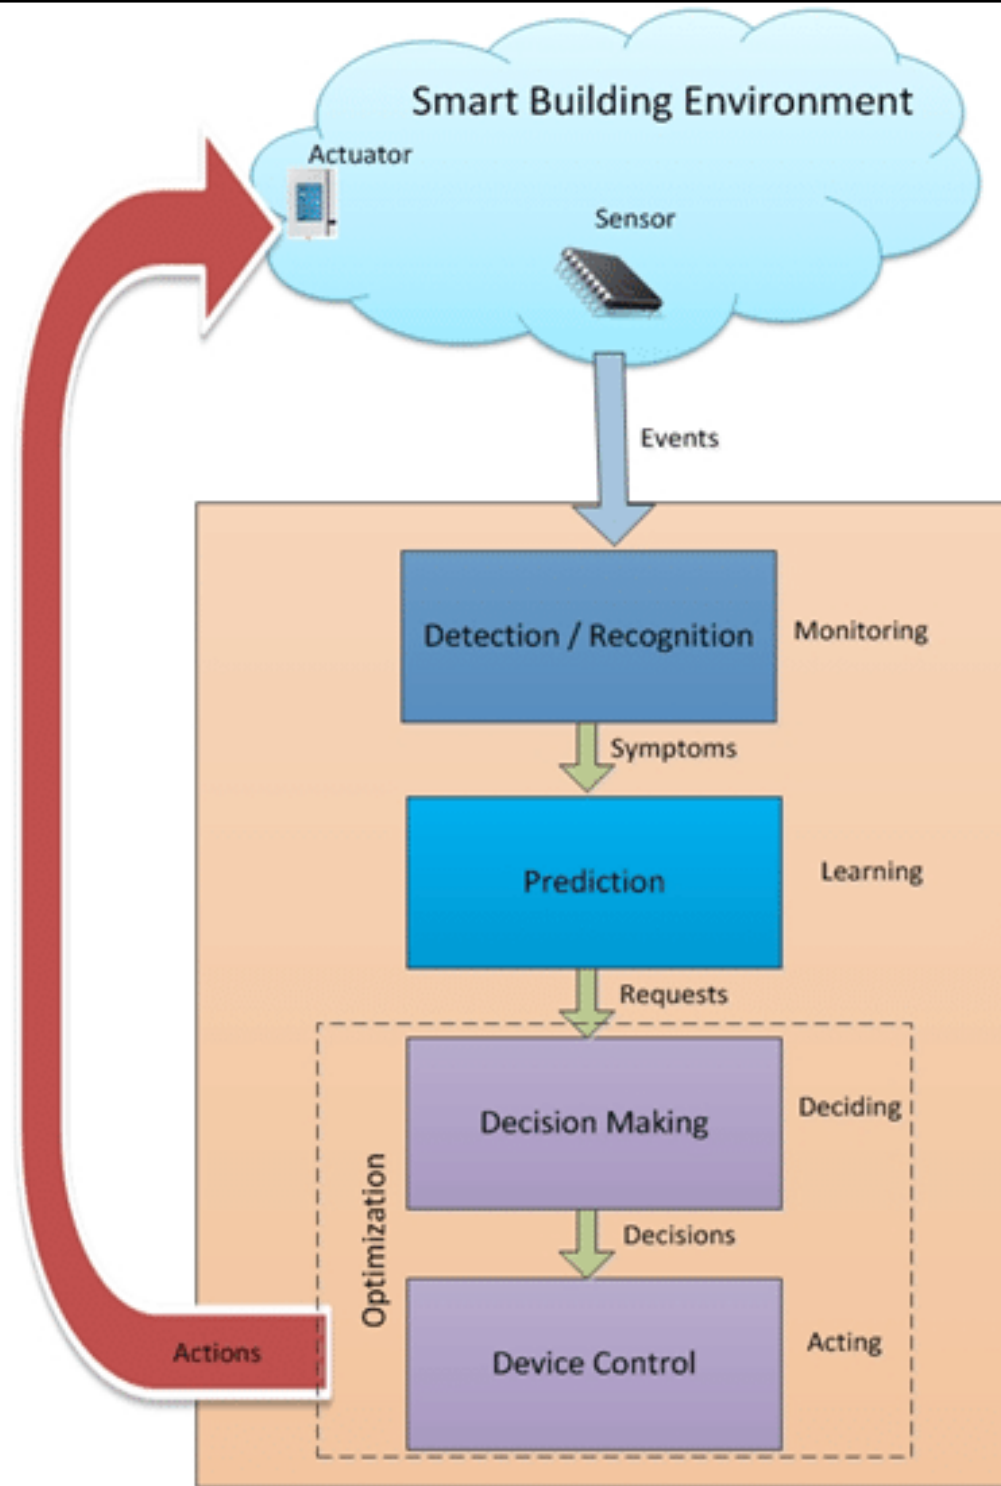 Smart Building Environment
Actuator
Sensor
Events
Detection / Recognition
Monitoring
Symptoms
Prediction
Learning
Requests
Decision Making
Deciding
Optimization
Decisions
Device Control
Acting
Actions